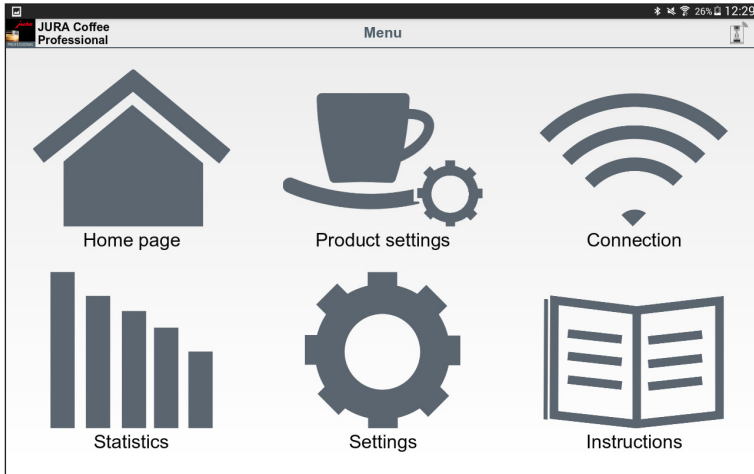 26% 12:29
JURA Coffee
Professional
Menu
Home page
Product settings
Connection
Statistics
Settings
Instructions